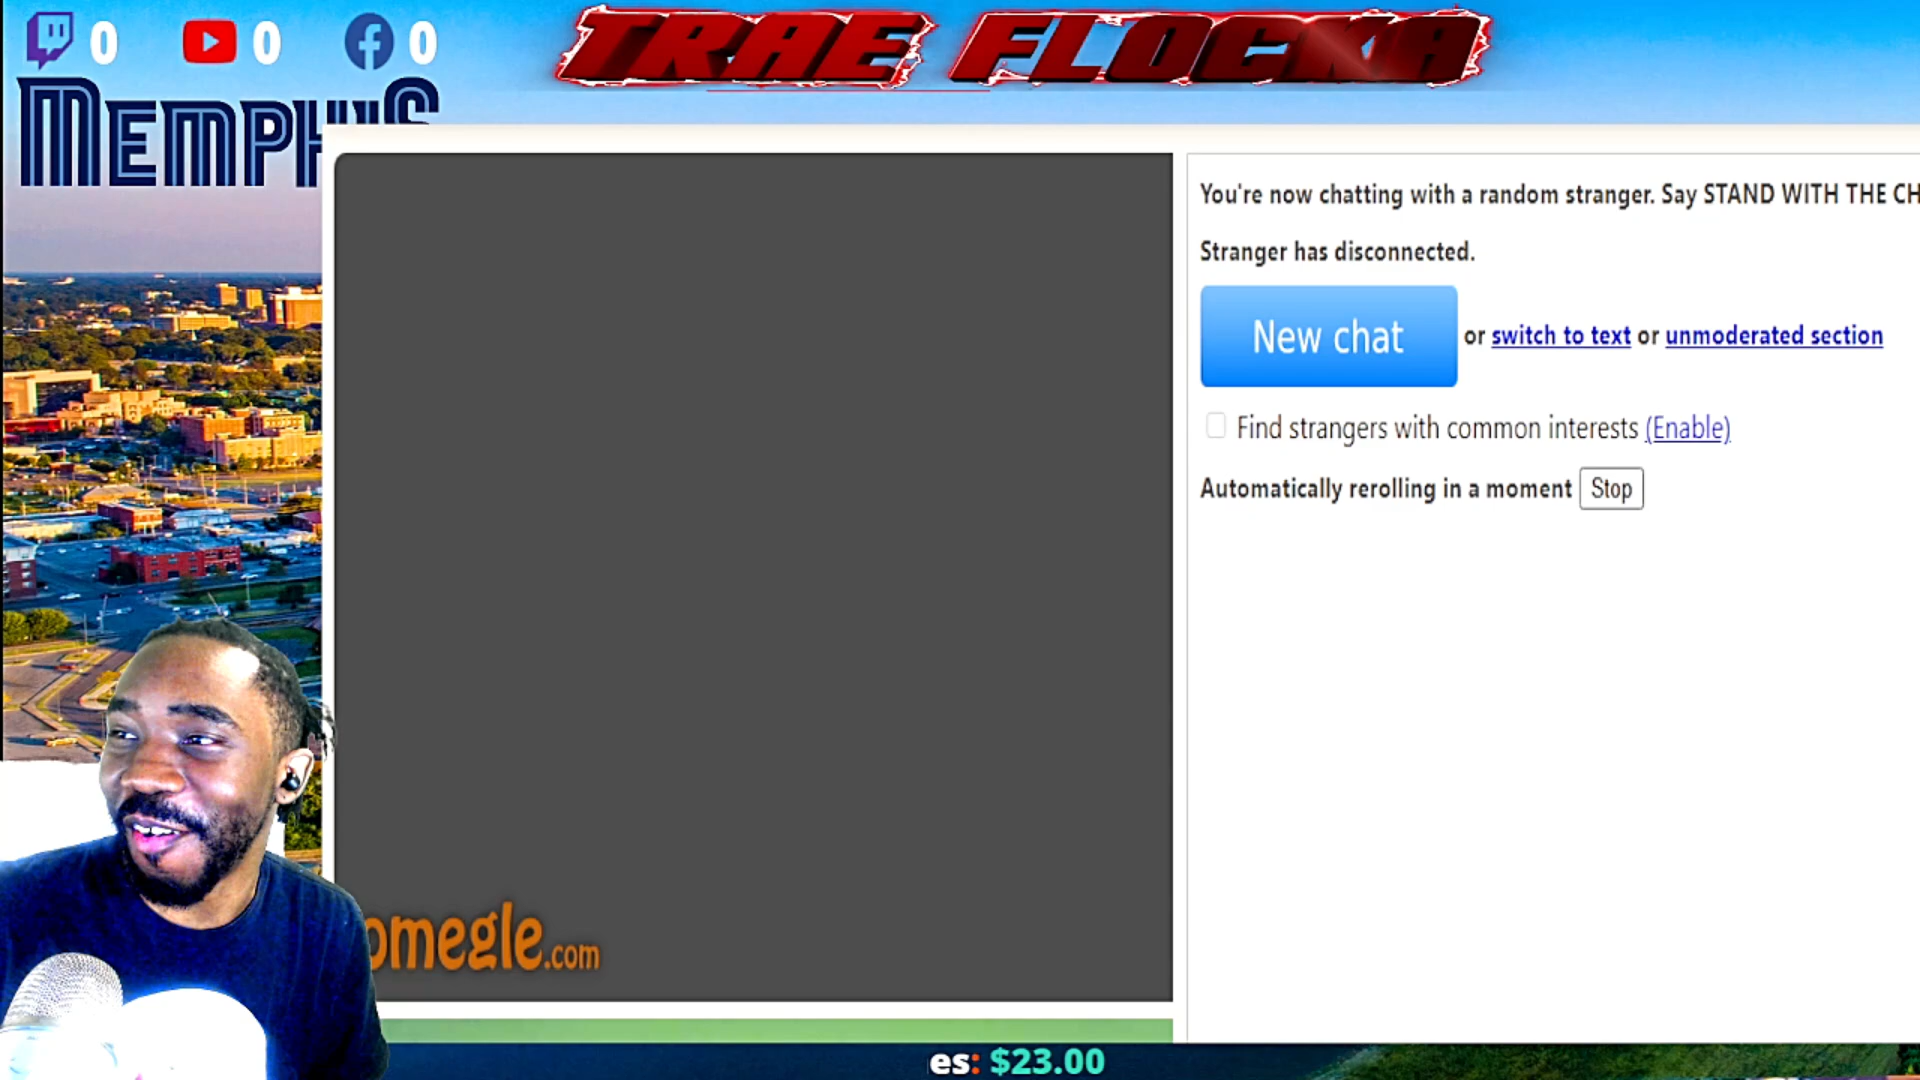 0 0 0
TRAE FLOCKA
MEMPHIS
You're now chatting with a random stranger. Say STAND WITH THE CH
Stranger has disconnected.
New chat or switch to text or unmoderated section
Find strangers with common interests (Enable)
Automatically rerolling in a moment Stop
omegle.com
es: $23.00